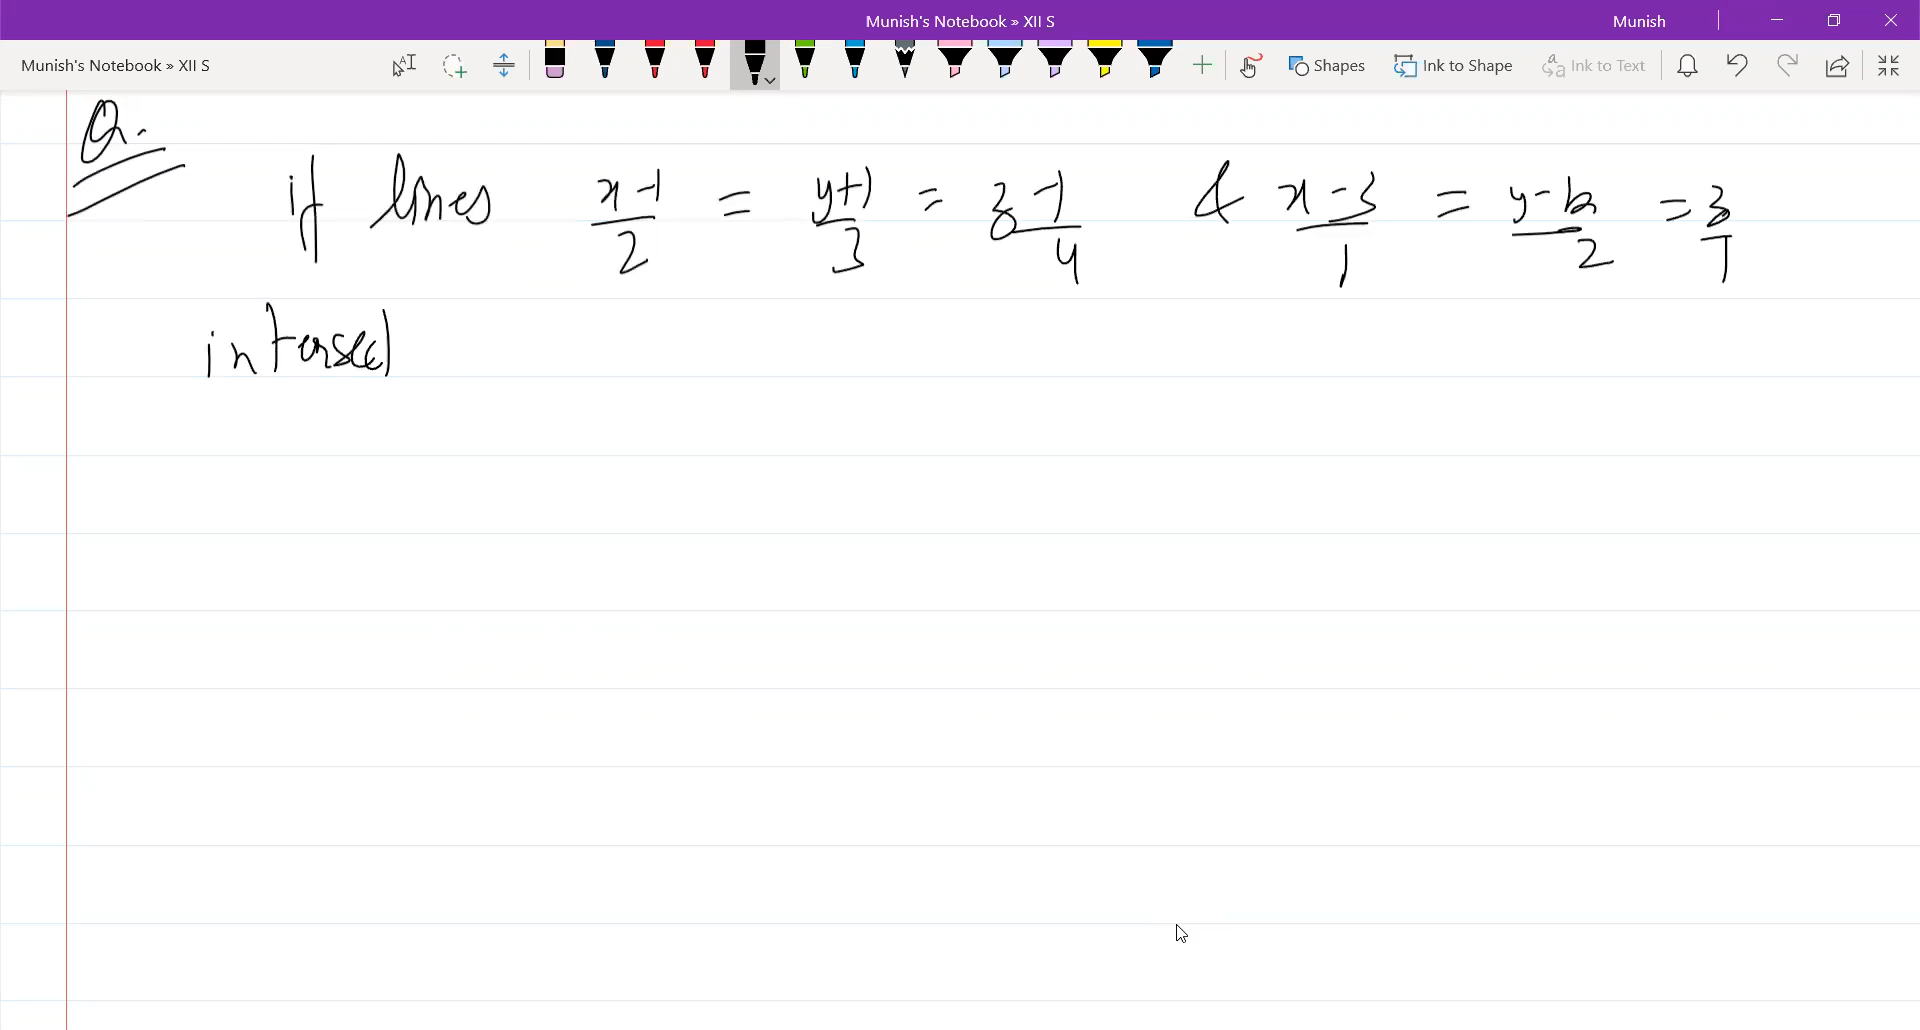 Munish's Notebook » XII S
Munish
Munish's Notebook » XII S
Shapes
Ink to Shape
Ink to Text
Q.
if lines x-1/2 = y+1/3 = z-1/4 & x-3/1 = y-k/2 = z/1
intersect